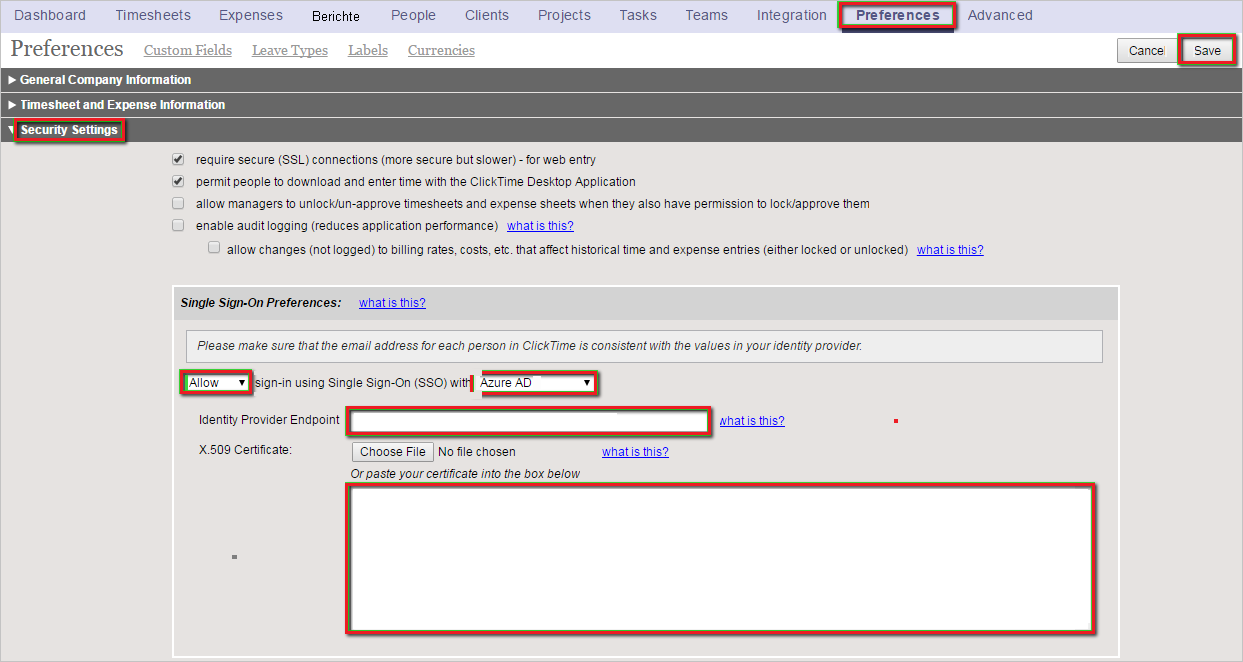 Dashboard Timesheets Expenses Berichte People Clients Projects Tasks Teams Integration Preferences Advanced
Preferences Custom Fields Leave Types Labels Currencies Cancel Save
General Company Information
Timesheet and Expense Information
Security Settings
require secure (SSL) connections (more secure but slower) - for web entry
permit people to download and enter time with the ClickTime Desktop Application
allow managers to unlock/un-approve timesheets and expense sheets when they also have permission to lock/approve them
enable audit logging (reduces application performance) what is this?
allow changes (not logged) to billing rates, costs, etc. that affect historical time and expense entries (either locked or unlocked) what is this?
Single Sign-On Preferences: what is this?
Please make sure that the email address for each person in ClickTime is consistent with the values in your identity provider.
Allow sign-in using Single Sign-On (SSO) with Azure AD
Identity Provider Endpoint what is this?
X.509 Certificate: Choose File No file chosen what is this?
Or paste your certificate into the box below